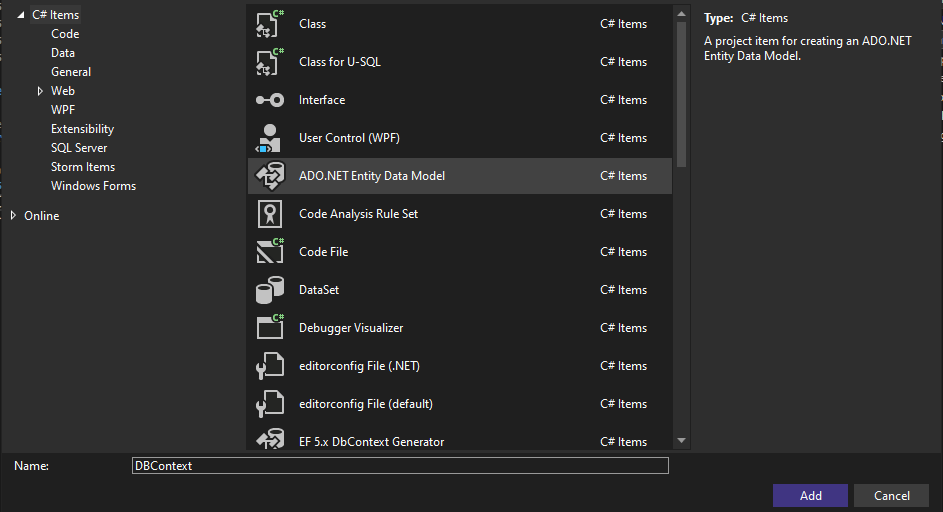 C# Items
Code
Data
General
Web
WPF
Extensibility
SQL Server
Storm Items
Windows Forms
Online
Class C# Items
Class for U-SQL C# Items
Interface C# Items
User Control (WPF) C# Items
ADO.NET Entity Data Model C# Items
Code Analysis Rule Set C# Items
Code File C# Items
DataSet C# Items
Debugger Visualizer C# Items
editorconfig File (.NET) C# Items
editorconfig File (default) C# Items
EF 5.x DbContext Generator C# Items
Type: C# Items
A project item for creating an ADO.NET
Entity Data Model.
Name: DBContext
Add Cancel